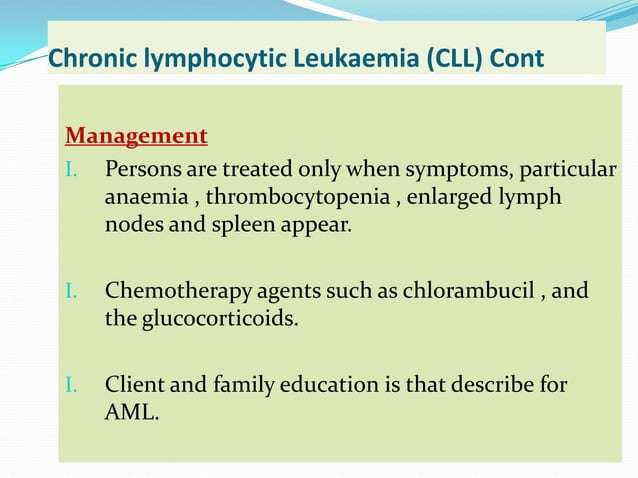 Chronic lymphocytic Leukaemia (CLL) Cont
Management
I. Persons are treated only when symptoms, particular
anaemia , thrombocytopenia , enlarged lymph
nodes and spleen appear.
I. Chemotherapy agents such as chlorambucil , and
the glucocorticoids.
I. Client and family education is that describe for
AML.